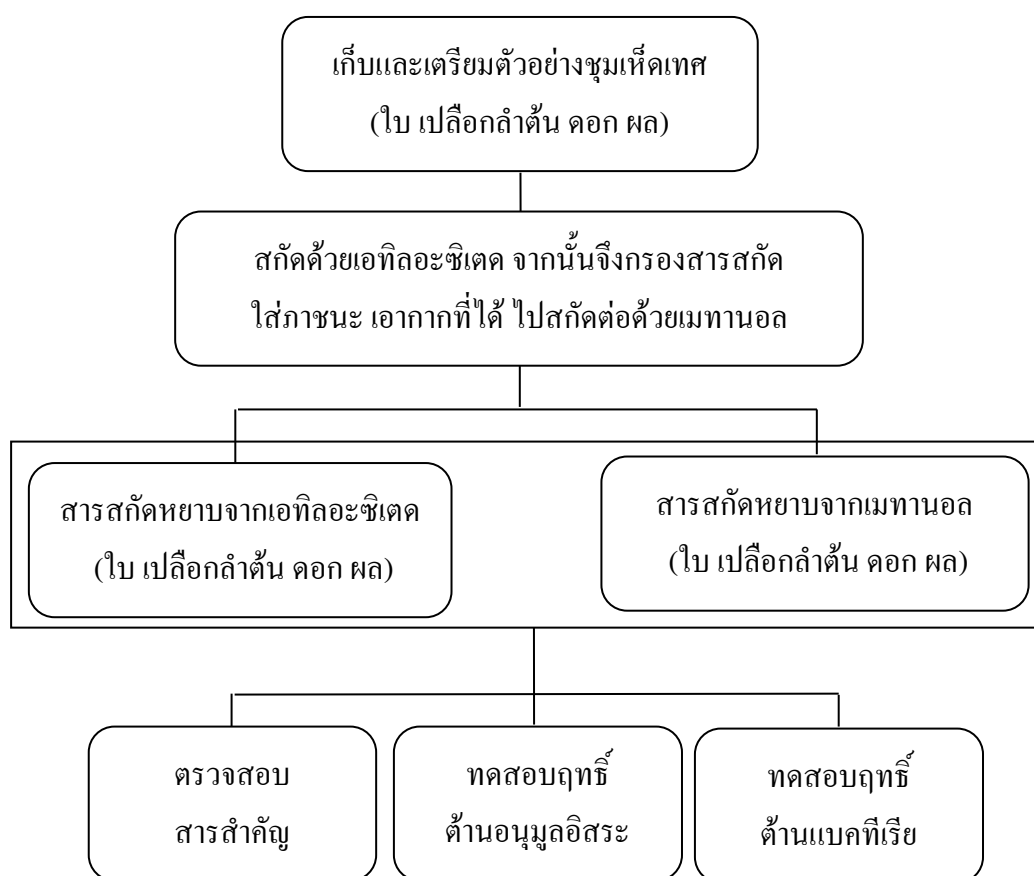 เก็บและเตรียมตัวอย่างชุมเห็ดเทศ
(ใบ เปลือกลำต้น ดอก ผล)
สกัดด้วยเอทิลอะซิเตด จากนั้นจึงกรองสารสกัด
ใส่ภาชนะ เอากากที่ได้ ไปสกัดต่อด้วยเมทานอล
สารสกัดหยาบจากเอทิลอะซิเตด
(ใบ เปลือกลำต้น ดอก ผล)
สารสกัดหยาบจากเมทานอล
(ใบ เปลือกลำต้น ดอก ผล)
ตรวจสอบ
สารสำคัญ
ทดสอบฤทธิ์
ต้านอนุมูลอิสระ
ทดสอบฤทธิ์
ต้านแบคทีเรีย